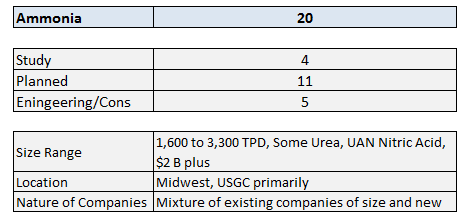 Ammonia 20
Study 4
Planned 11
Eningeering/Cons 5
Size Range 1,600 to 3,300 TPD, Some Urea, UAN Nitric Acid,
$2 B plus
Location Midwest, USGC primarily
Nature of Companies Mixture of existing companies of size and new